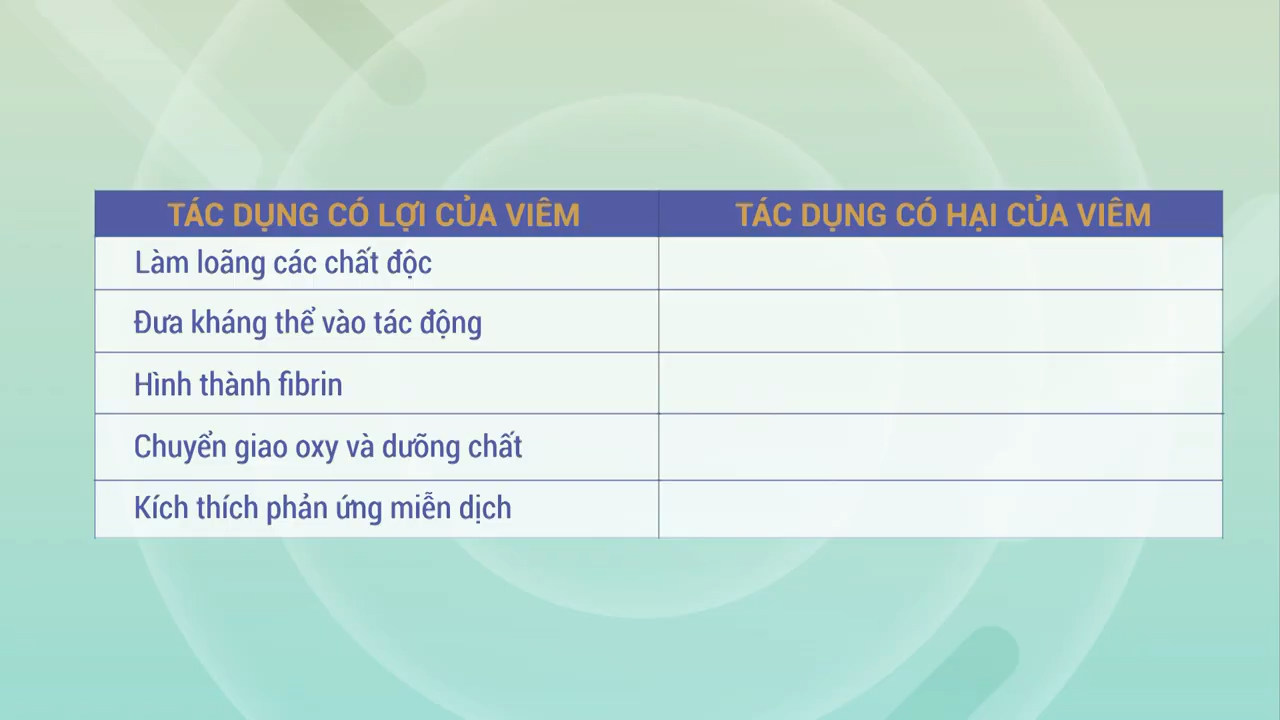 TÁC DỤNG CÓ LỢI CỦA VIÊM
TÁC DỤNG CÓ HẠI CỦA VIÊM
Làm loãng các chất độc
Đưa kháng thể vào tác động
Hình thành fibrin
Chuyển giao oxy và dưỡng chất
Kích thích phản ứng miễn dịch